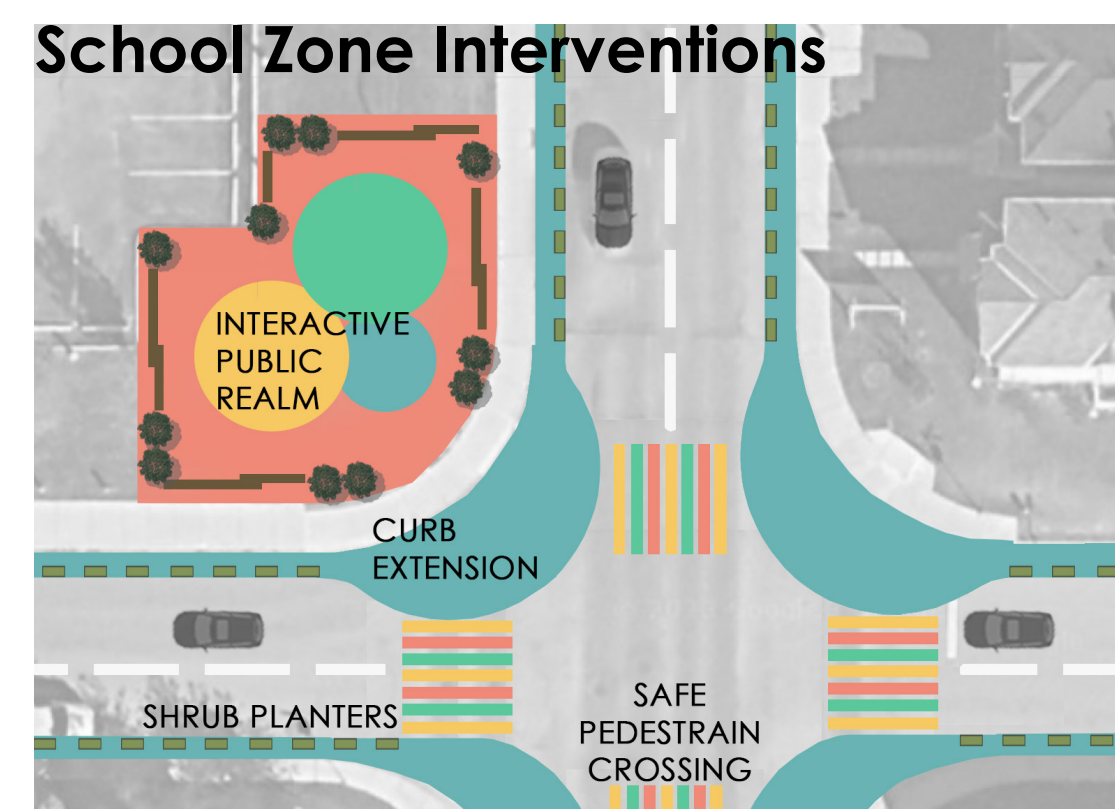 School Zone Interventions
INTERACTIVE
PUBLIC
REALM
CURB
EXTENSION
SHRUB PLANTERS
SAFE
PEDESTRAIN
CROSSING